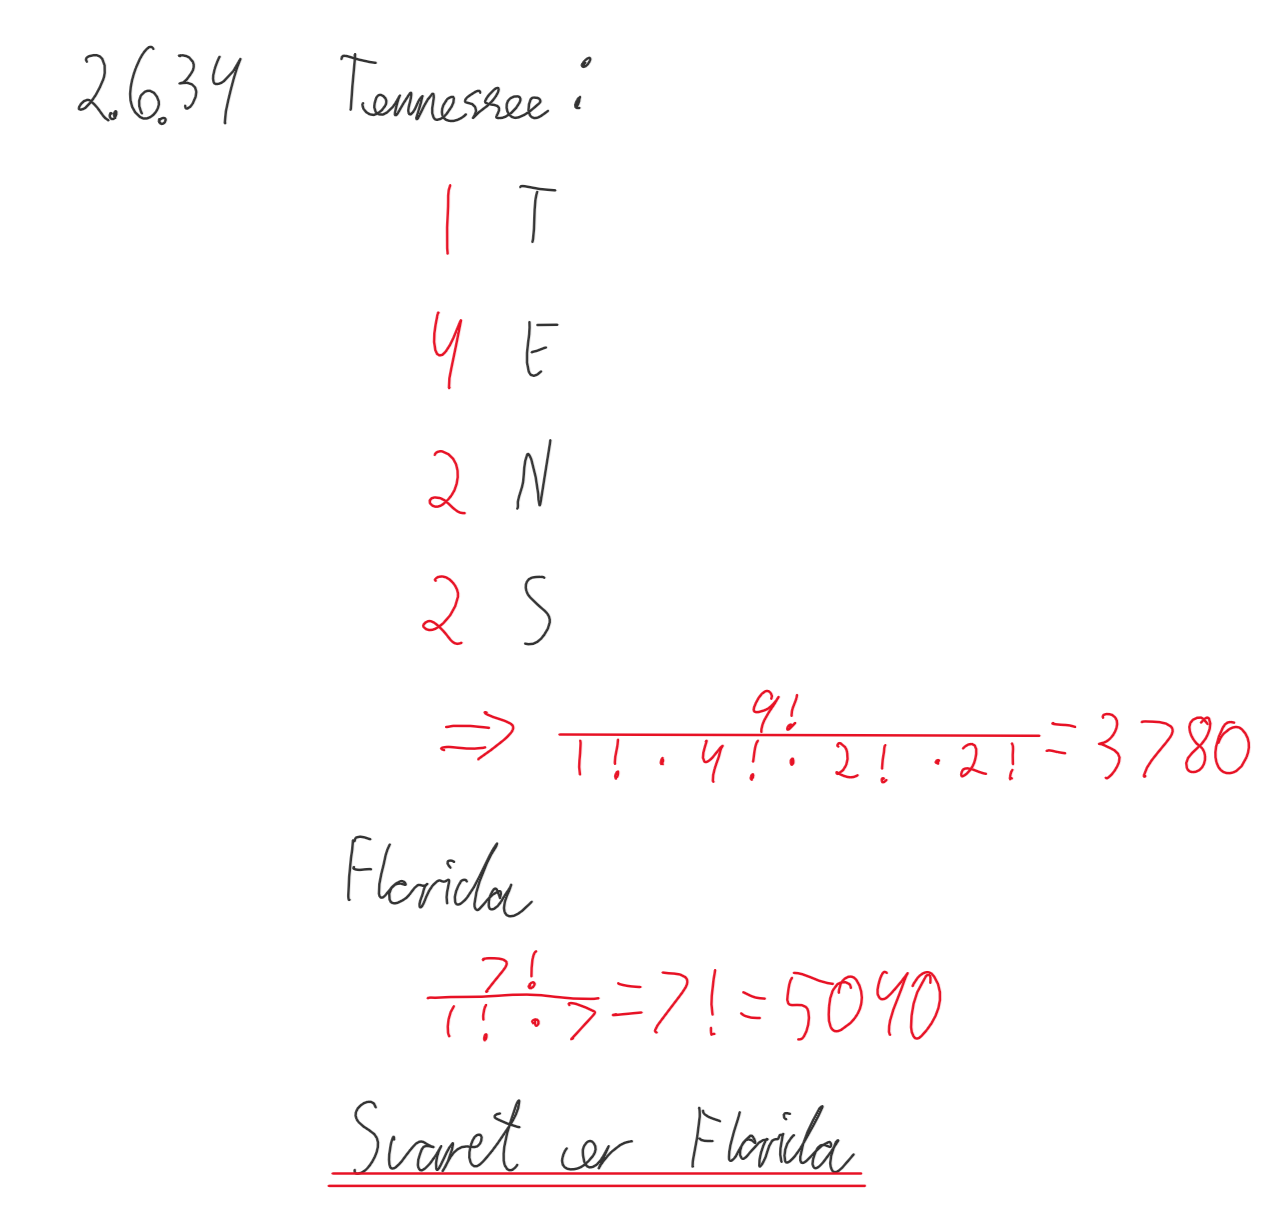 2.6.34 Tennessee:
1 T
4 E
2 N
2 S
⇒ 9! / (1! · 4! · 2! · 2!) = 3780
Florida
7! / (1! · 7) = 7! = 5040
Svaret er Florida